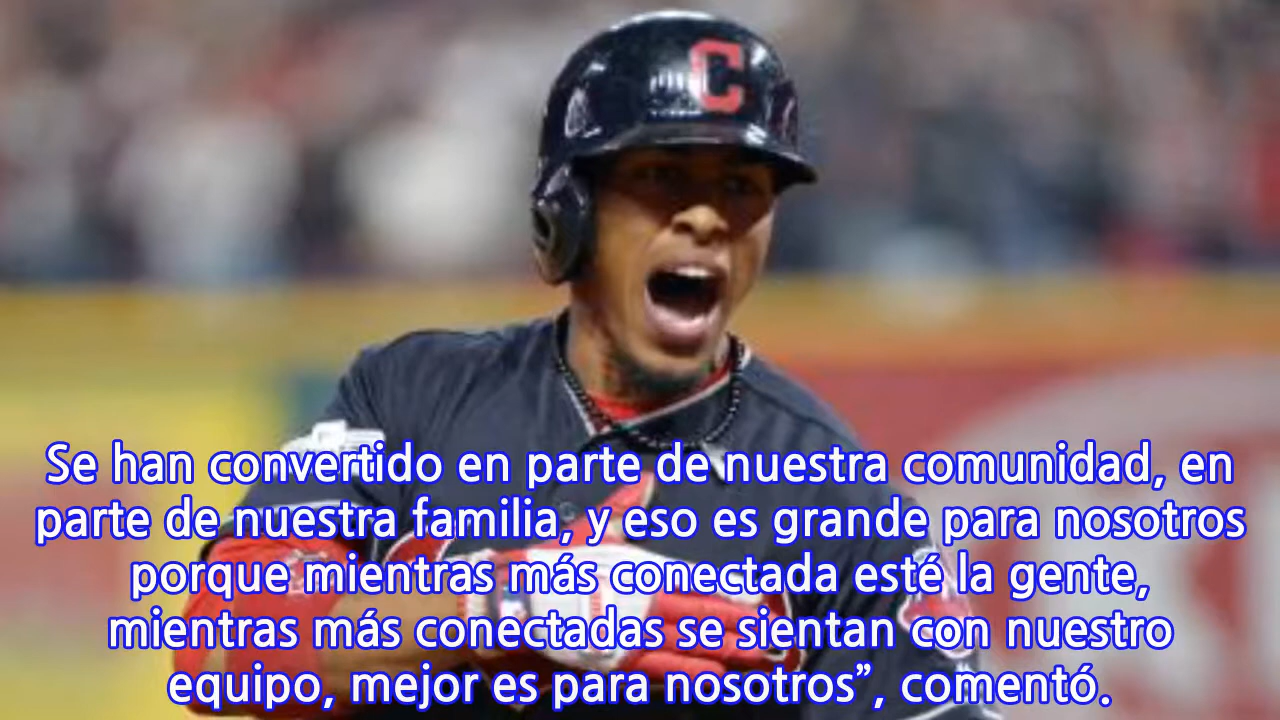 C
Se han convertido en parte de nuestra comunidad, en
parte de nuestra familia, y eso es grande para nosotros
porque mientras más conectada esté la gente,
mientras más conectadas se sientan con nuestro
equipo, mejor es para nosotros”, comentó.